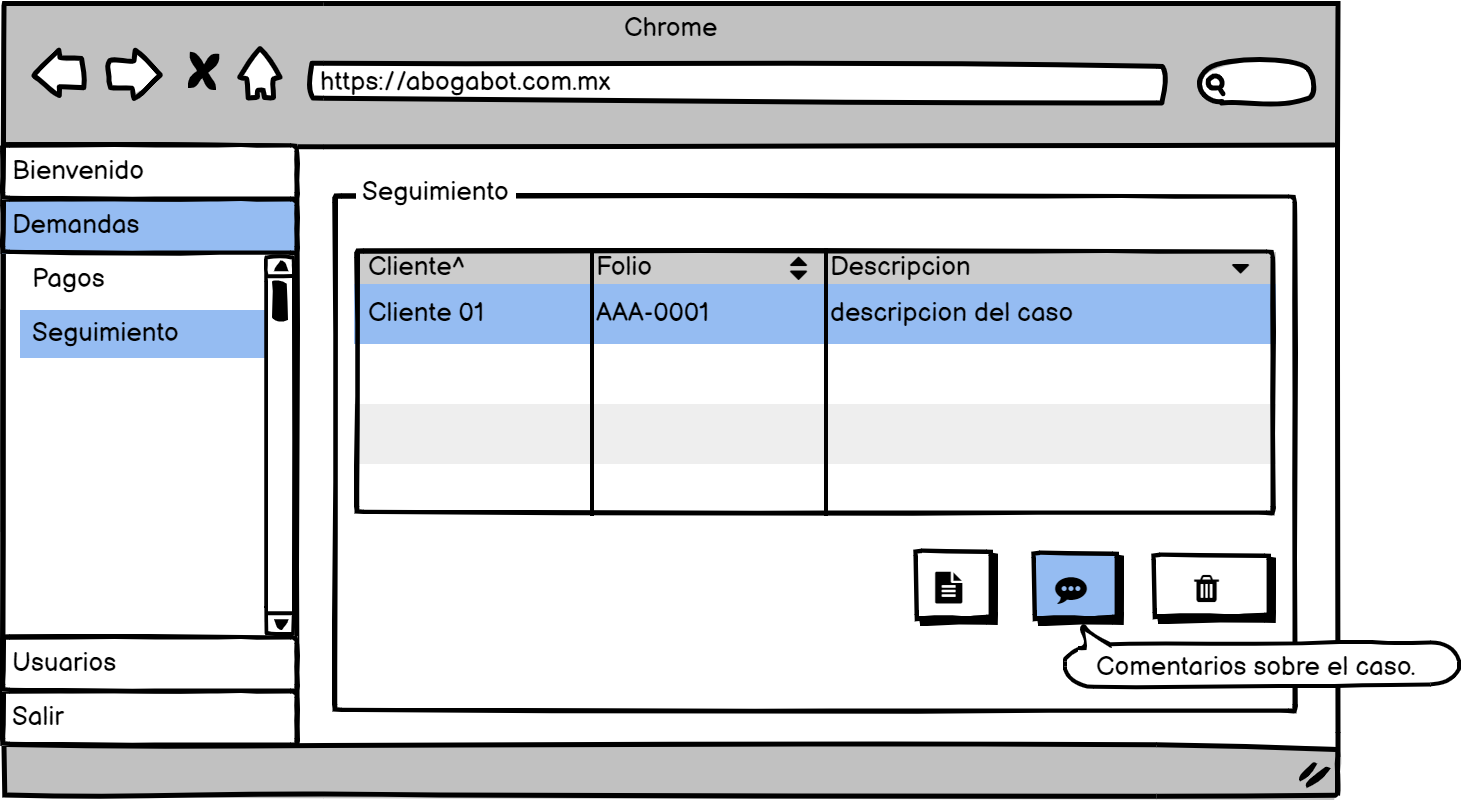 Chrome
https://abogabot.com.mx
Bienvenido
Demandas
Pagos
Seguimiento
Usuarios
Salir
Seguimiento
Cliente^ Folio Descripcion
Cliente 01 AAA-0001 descripcion del caso
Comentarios sobre el caso.